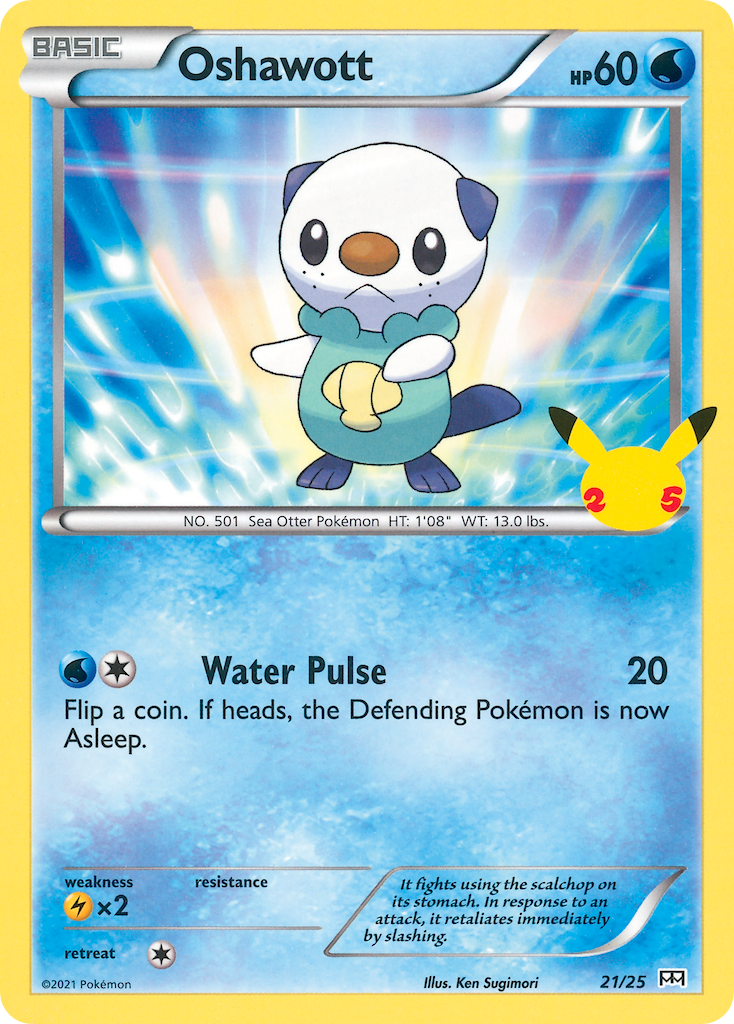 BASIC
Oshawott
HP60
25
NO. 501 Sea Otter Pokémon HT: 1'08" WT: 13.0 lbs.
Water Pulse 20
Flip a coin. If heads, the Defending Pokémon is now
Asleep.
weakness resistance
×2
retreat
It fights using the scalchop on
its stomach. In response to an
attack, it retaliates immediately
by slashing.
©2021 Pokémon Illus. Ken Sugimori 21/25